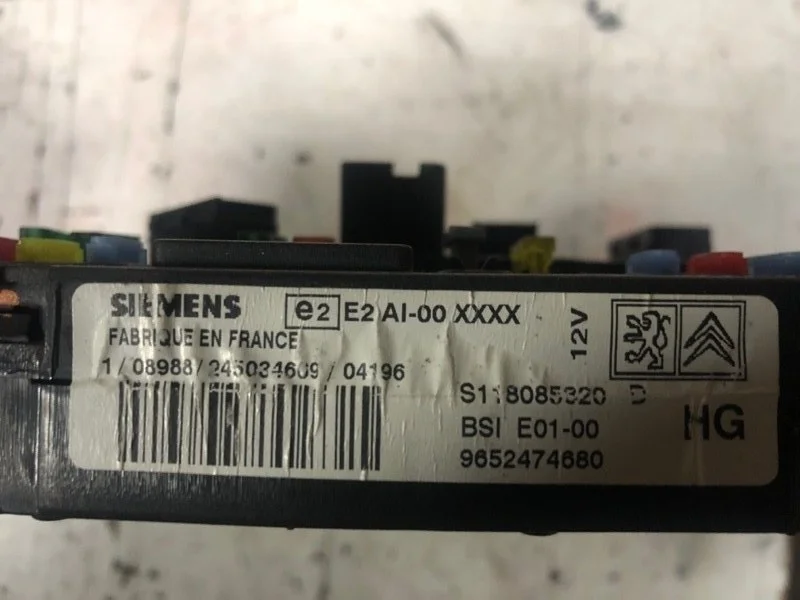 SIEMENS e2 E2 AI-00 XXXX
FABRIQUE EN FRANCE
1/08988/245034609/04196
12V
S118085320 D
BSI E01-00
9652474680
HG